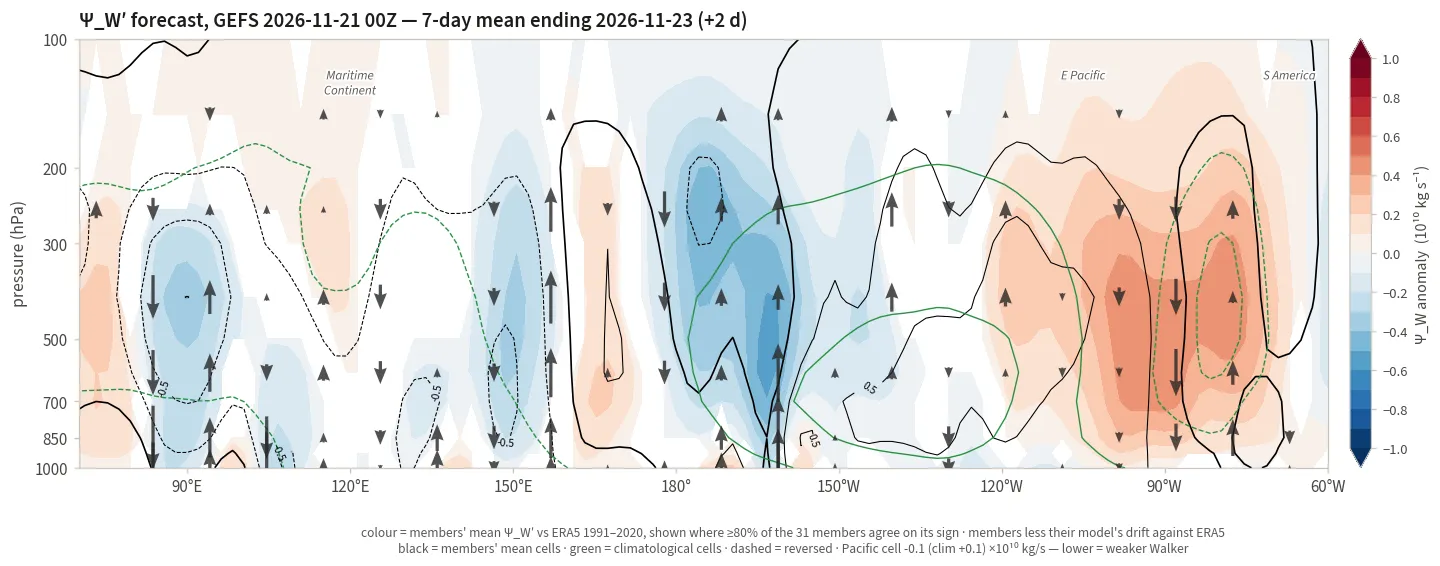 Ψ_W′ forecast, GEFS 2026-11-21 00Z — 7-day mean ending 2026-11-23 (+2 d)
100
200
300
400
500
700
850
1000
pressure (hPa)
Maritime
Continent
E Pacific
S America
-0.5
-0.5
-0.5
-0.5
0.5
0.5
90°E
120°E
150°E
180°
150°W
120°W
90°W
60°W
1.0
0.8
0.6
0.4
0.2
0.0
−0.2
−0.4
−0.6
−0.8
−1.0
Ψ_W anomaly (10¹⁰ kg s⁻¹)
colour = members' mean Ψ_W′ vs ERA5 1991–2020, shown where ≥80% of the 31 members agree on its sign · members less their model's drift against ERA5
black = members' mean cells · green = climatological cells · dashed = reversed · Pacific cell -0.1 (clim +0.1) ×10¹⁰ kg/s — lower = weaker Walker